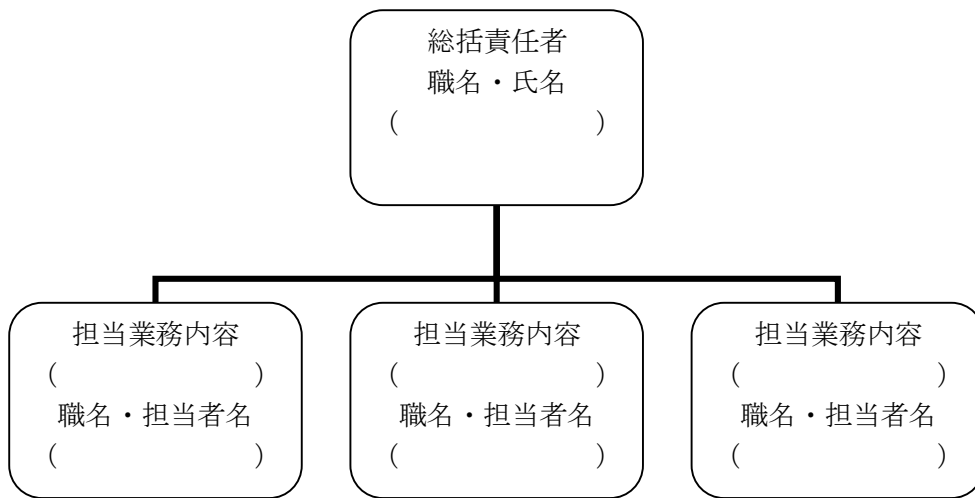 総括責任者
職名・氏名
(　　　　　　　)
担当業務内容
(　　　　　　　)
職名・担当者名
(　　　　　　　)
担当業務内容
(　　　　　　　)
職名・担当者名
(　　　　　　　)
担当業務内容
(　　　　　　　)
職名・担当者名
(　　　　　　　)